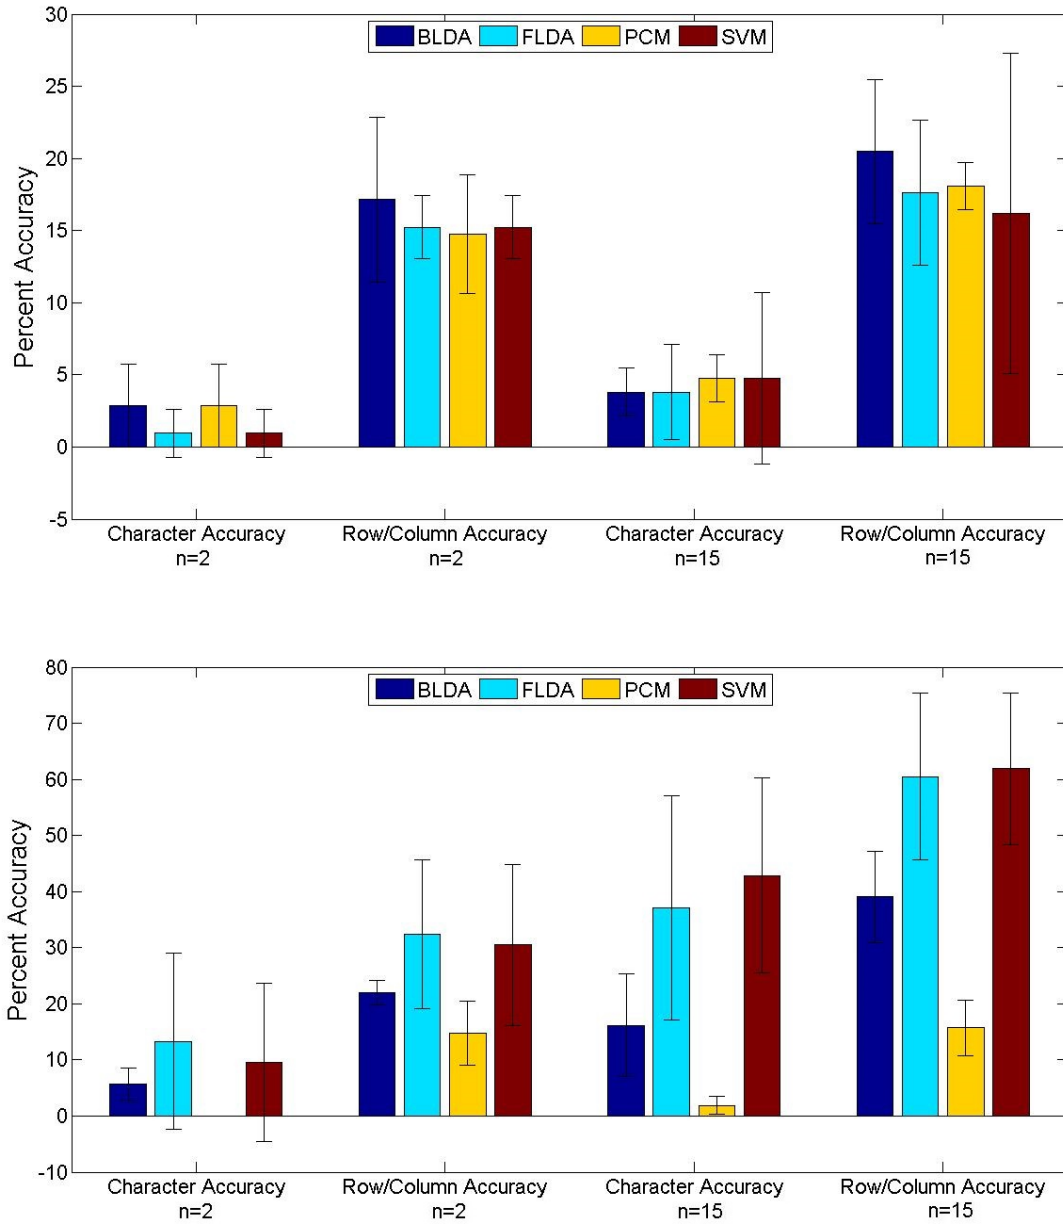 30
BLDA FLDA PCM SVM
25
20
15
10
5
0
-5
Percent Accuracy
Character Accuracy Row/Column Accuracy Character Accuracy Row/Column Accuracy
n=2 n=2 n=15 n=15
80
BLDA FLDA PCM SVM
70
60
50
40
30
20
10
0
-10
Percent Accuracy
Character Accuracy Row/Column Accuracy Character Accuracy Row/Column Accuracy
n=2 n=2 n=15 n=15